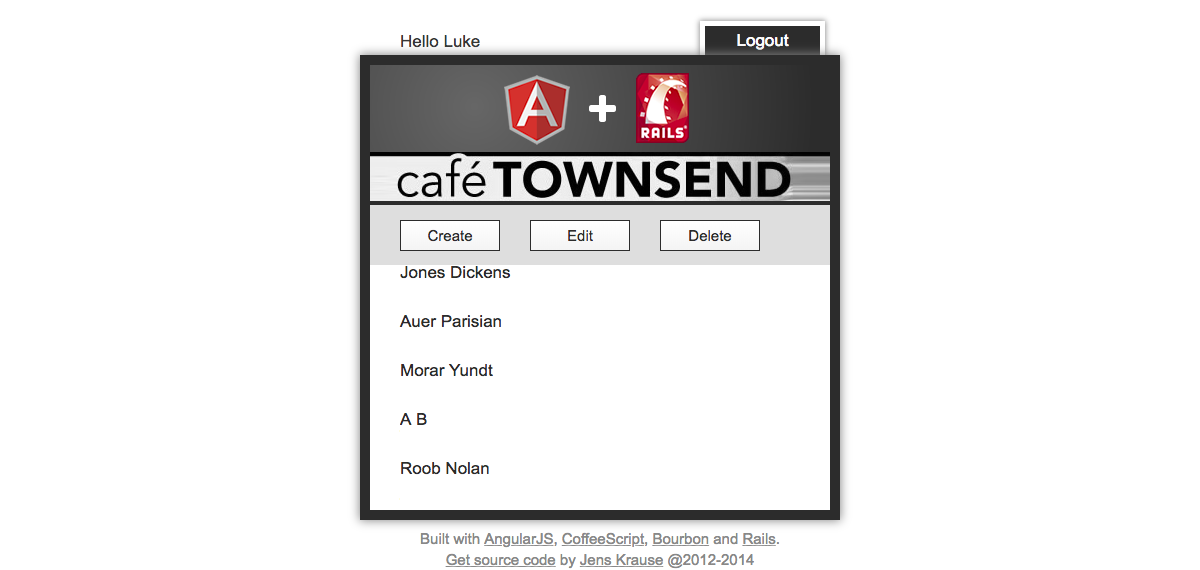 Hello Luke
Logout
A + RAILS
café TOWNSEND
Create Edit Delete
Jones Dickens
Auer Parisian
Morar Yundt
A B
Roob Nolan
Built with AngularJS, CoffeeScript, Bourbon and Rails.
Get source code by Jens Krause @2012-2014